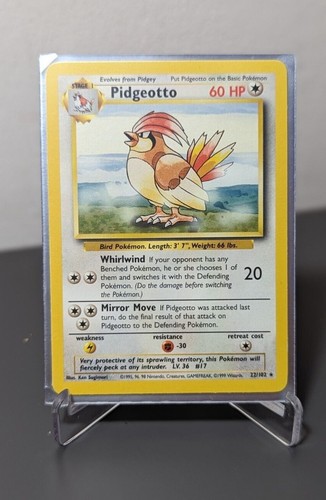 STAGE 1
Evolves from Pidgey
Put Pidgeotto on the Basic Pokémon
Pidgeotto
60 HP
Bird Pokémon. Length: 3' 7", Weight: 66 lbs.
Whirlwind If your opponent has any
Benched Pokémon, he or she chooses 1 of
them and switches it with the Defending
Pokémon. (Do the damage before switching
the Pokémon.)
20
Mirror Move If Pidgeotto was attacked last
turn, do the final result of that attack on
Pidgeotto to the Defending Pokémon.
weakness
resistance
retreat cost
-30
Very protective of its sprawling territory, this Pokémon will
fiercely peck at any intruder. LV. 36 #17
Illus. Ken Sugimori
©1995, 96, 98 Nintendo, Creatures, GAMEFREAK. ©1999 Wizards.
22/102 ★